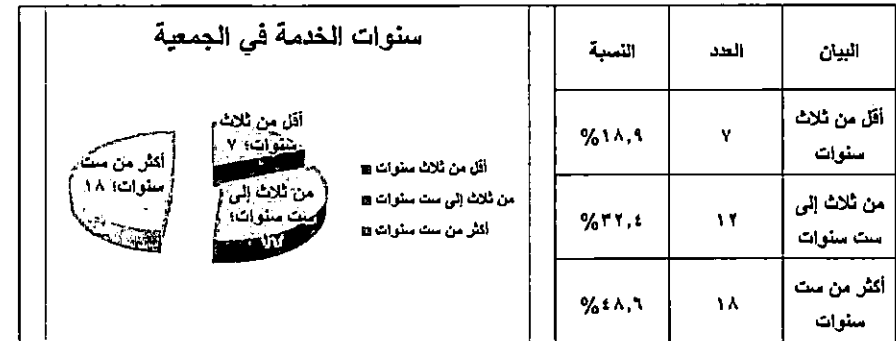 البيان العدد النسبة
أقل من ثلاث
سنوات
٧
%١٨,٩
من ثلاث إلى
ست سنوات
١٢
%٣٢,٤
أكثر من ست
سنوات
١٨
%٤٨,٦
سنوات الخدمة في الجمعية
أقل من ثلاث
سنوات؛ ٧
من ثلاث إلى
ست سنوات؛
١٢
أكثر من ست
سنوات؛ ١٨
أقل من ثلاث سنوات
من ثلاث إلى ست سنوات
أكثر من ست سنوات